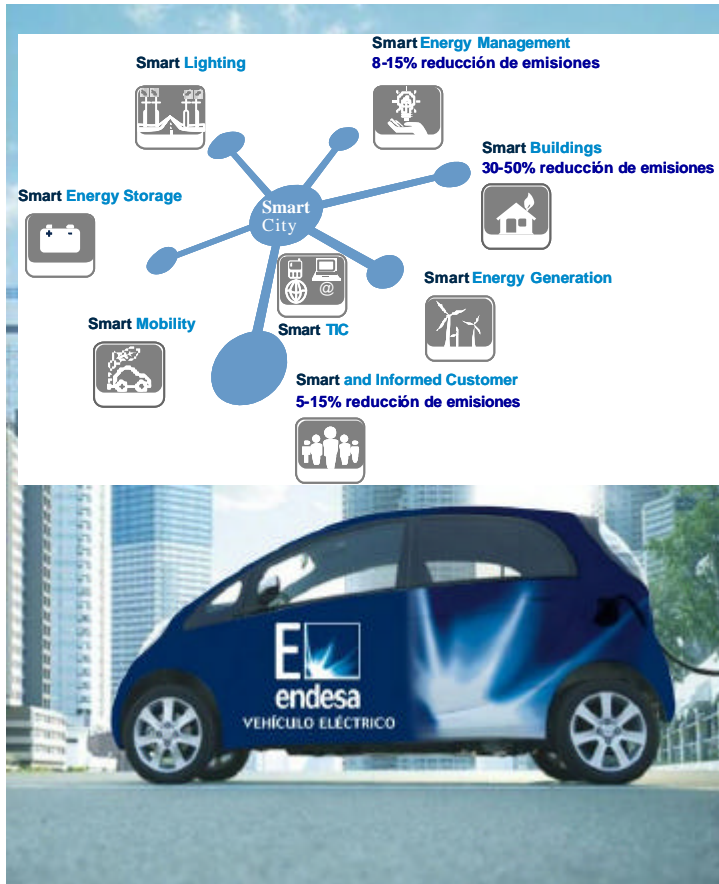 Smart Energy Management
8-15% reducción de emisiones
Smart Lighting
Smart Buildings
30-50% reducción de emisiones
Smart Energy Storage
Smart
City
@
Smart Energy Generation
Smart Mobility
Smart TIC
Smart and Informed Customer
5-15% reducción de emisiones
E
endesa
VEHÍCULO ELÉCTRICO